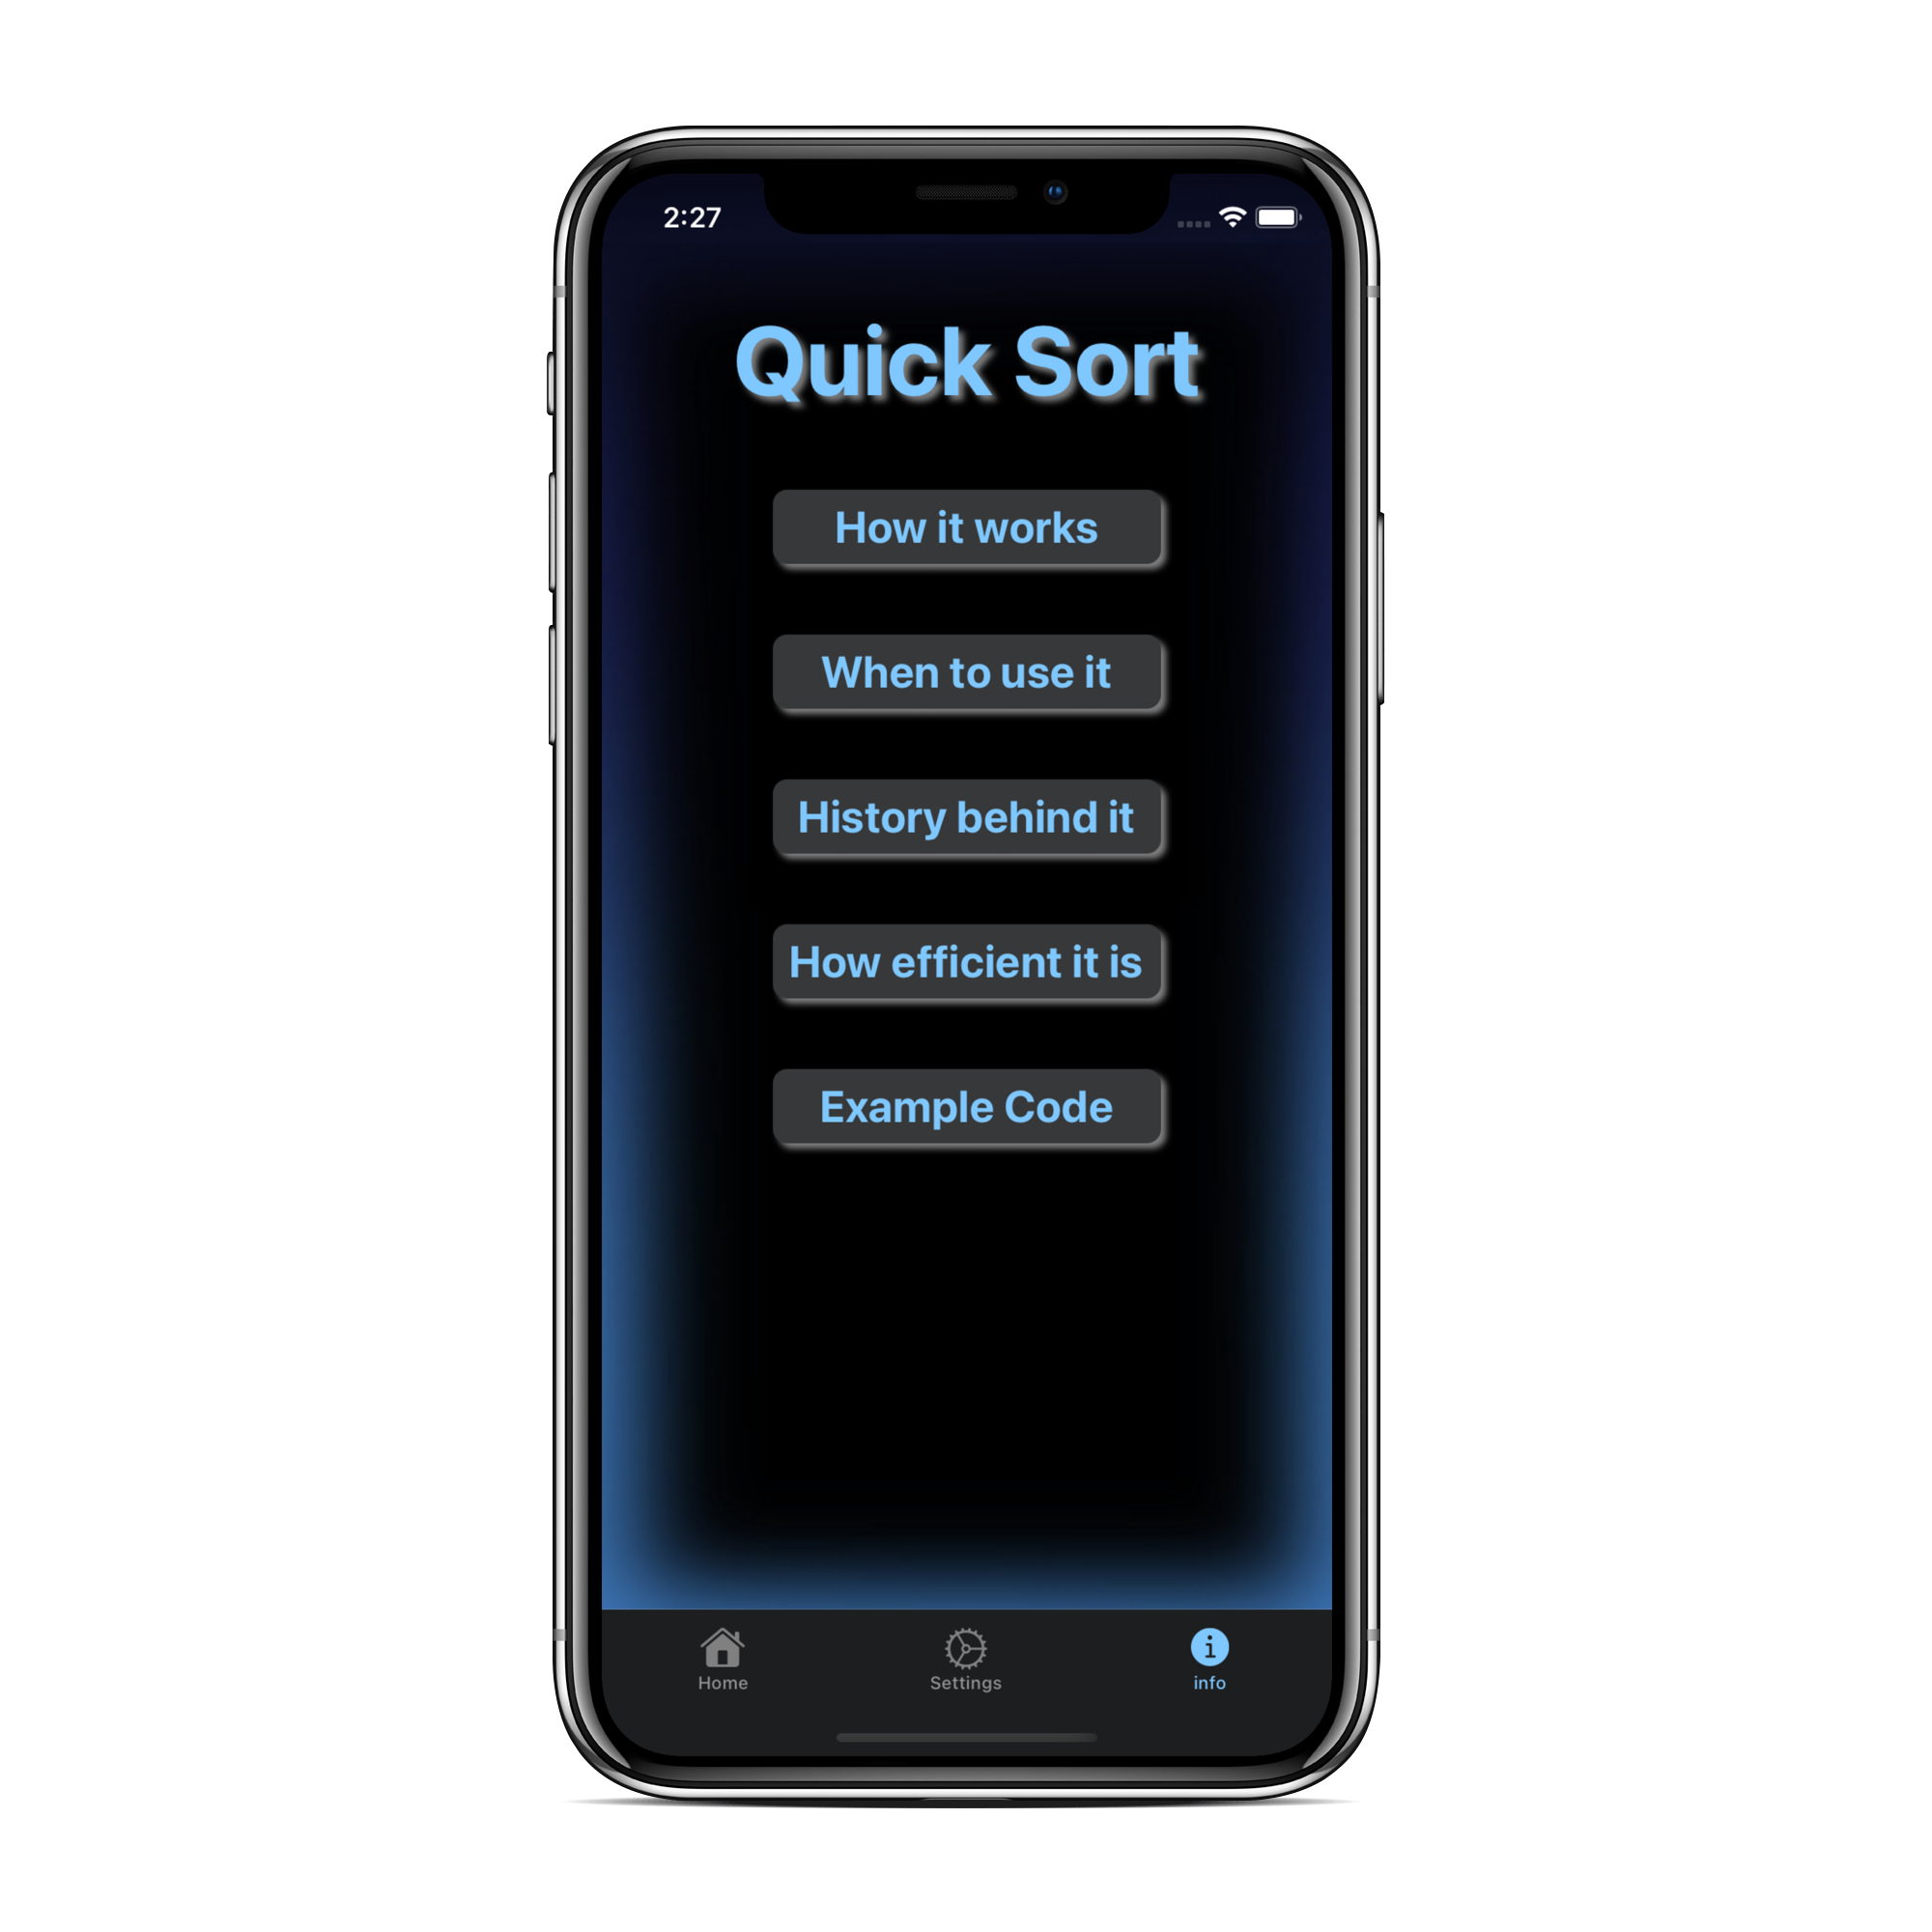 2:27
Quick Sort
How it works
When to use it
History behind it
How efficient it is
Example Code
Home
Settings
info